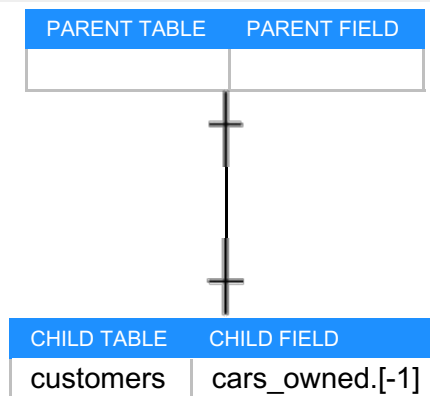 PARENT TABLE PARENT FIELD
CHILD TABLE CHILD FIELD
customers cars_owned.[-1]